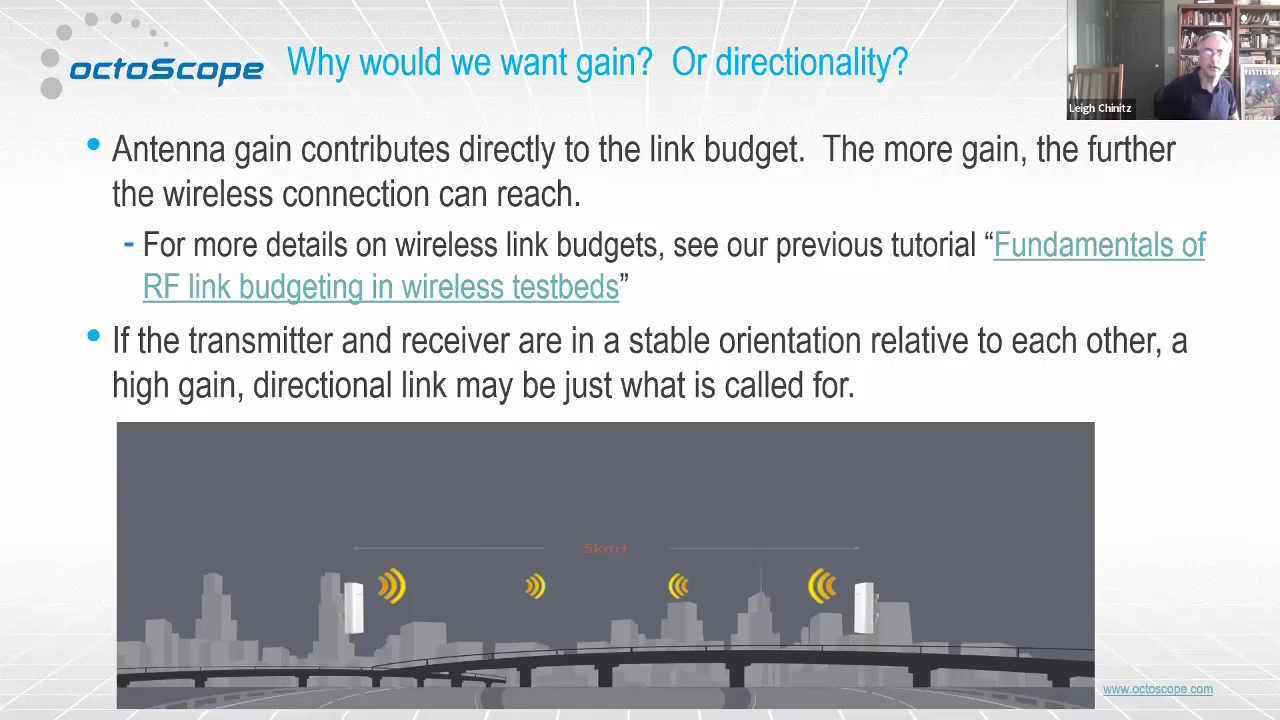 octoScope
Why would we want gain?  Or directionality?
Leigh Chinitz
• Antenna gain contributes directly to the link budget.  The more gain, the further
the wireless connection can reach.
- For more details on wireless link budgets, see our previous tutorial “Fundamentals of
RF link budgeting in wireless testbeds”
• If the transmitter and receiver are in a stable orientation relative to each other, a
high gain, directional link may be just what is called for.
5km+
www.octoscope.com